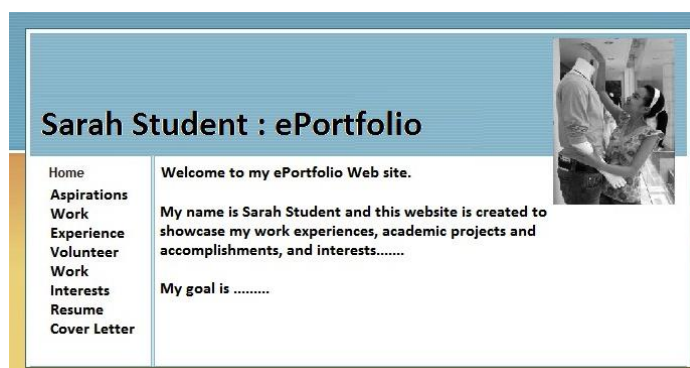 Sarah Student : ePortfolio
Home
Aspirations
Work
Experience
Volunteer
Work
Interests
Resume
Cover Letter
Welcome to my ePortfolio Web site.
My name is Sarah Student and this website is created to
showcase my work experiences, academic projects and
accomplishments, and interests.......
My goal is .........